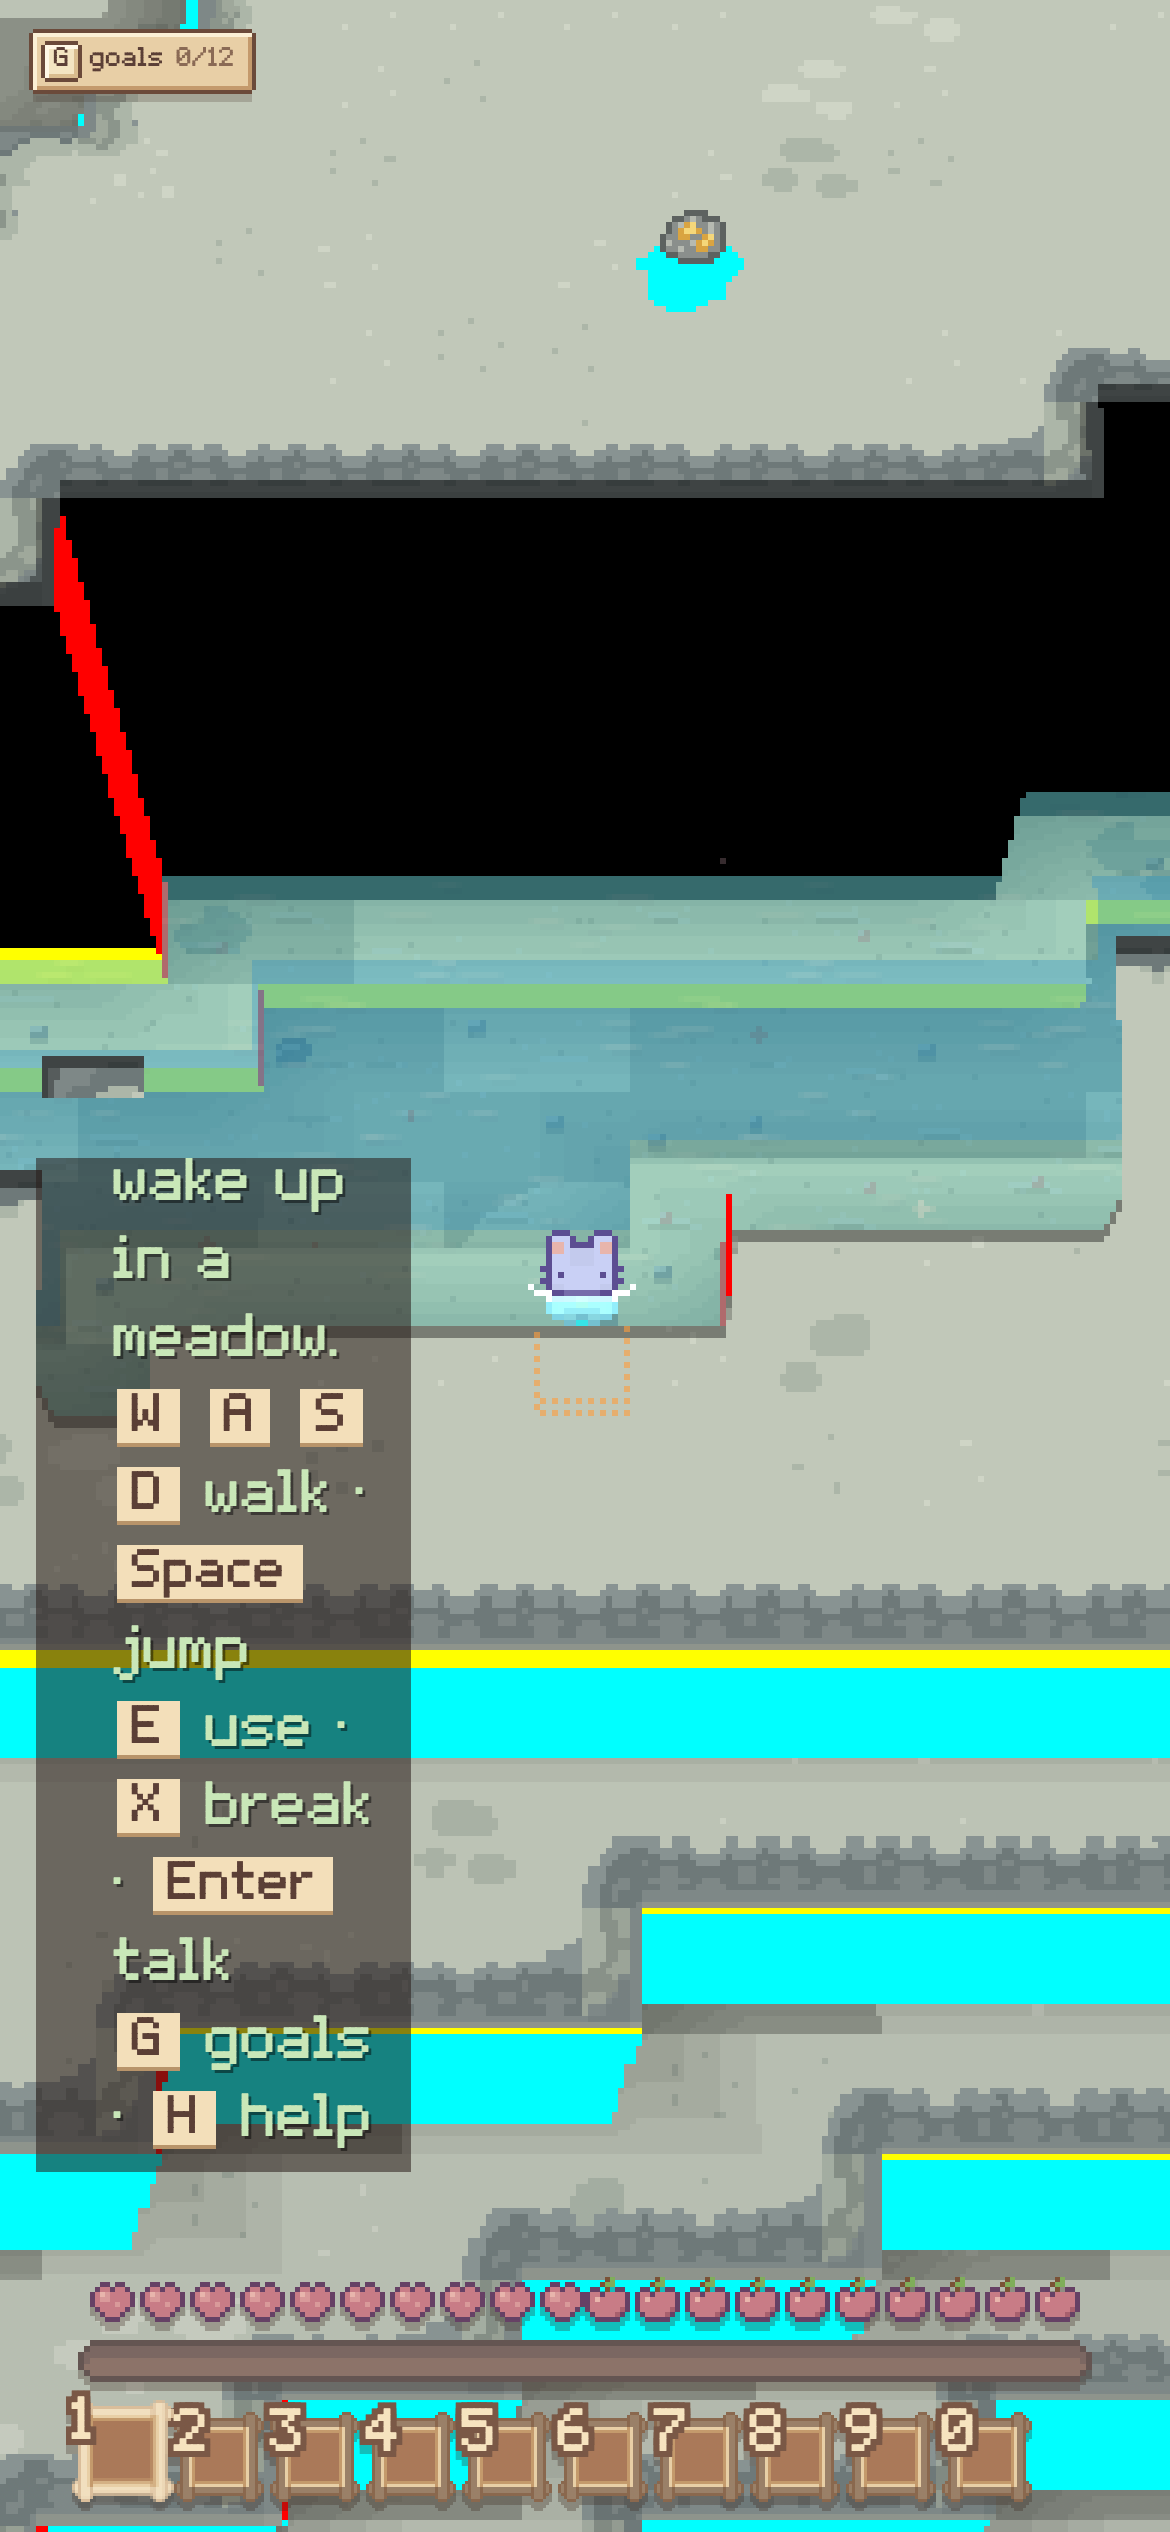 G goals 0/12
wake up
in a
meadow.
W A S
D walk ·
Space
jump
E use ·
X break
· Enter
talk
G goals
· H help
1 2 3 4 5 6 7 8 9 0